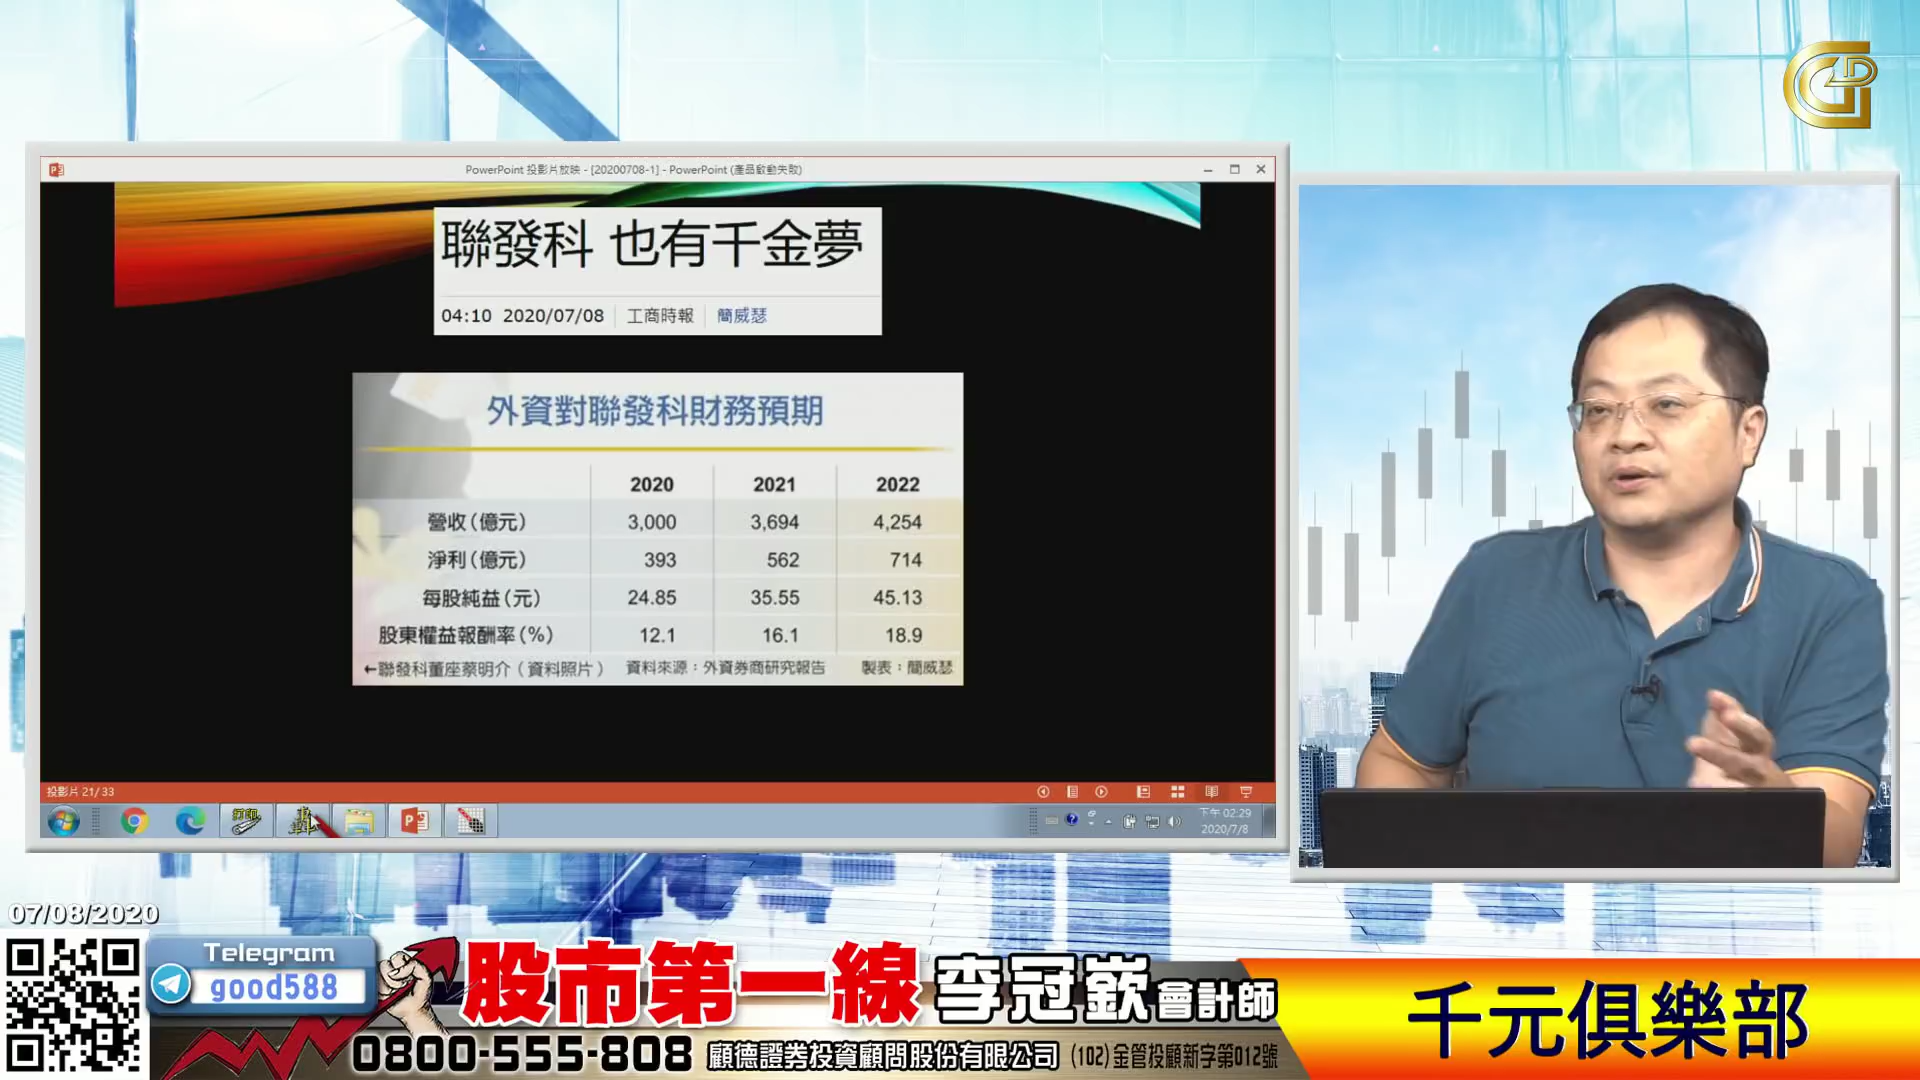 PowerPoint 投影片放映 - [20200708-1] - PowerPoint (產品啟動失敗)
聯發科 也有千金夢
04:10 2020/07/08 工商時報 簡威瑟
外資對聯發科財務預期
2020 2021 2022
營收(億元) 3,000 3,694 4,254
淨利(億元) 393 562 714
每股純益(元) 24.85 35.55 45.13
股東權益報酬率(%) 12.1 16.1 18.9
←聯發科董座蔡明介(資料照片) 資料來源:外資券商研究報告 製表:簡威瑟
投影片 21/33
下午 02:29
2020/7/8
07/08/2020
Telegram
good588
股市第一線 李冠嶔 會計師
0800-555-808 顧德證券投資顧問股份有限公司 (102)金管投顧新字第012號
千元俱樂部